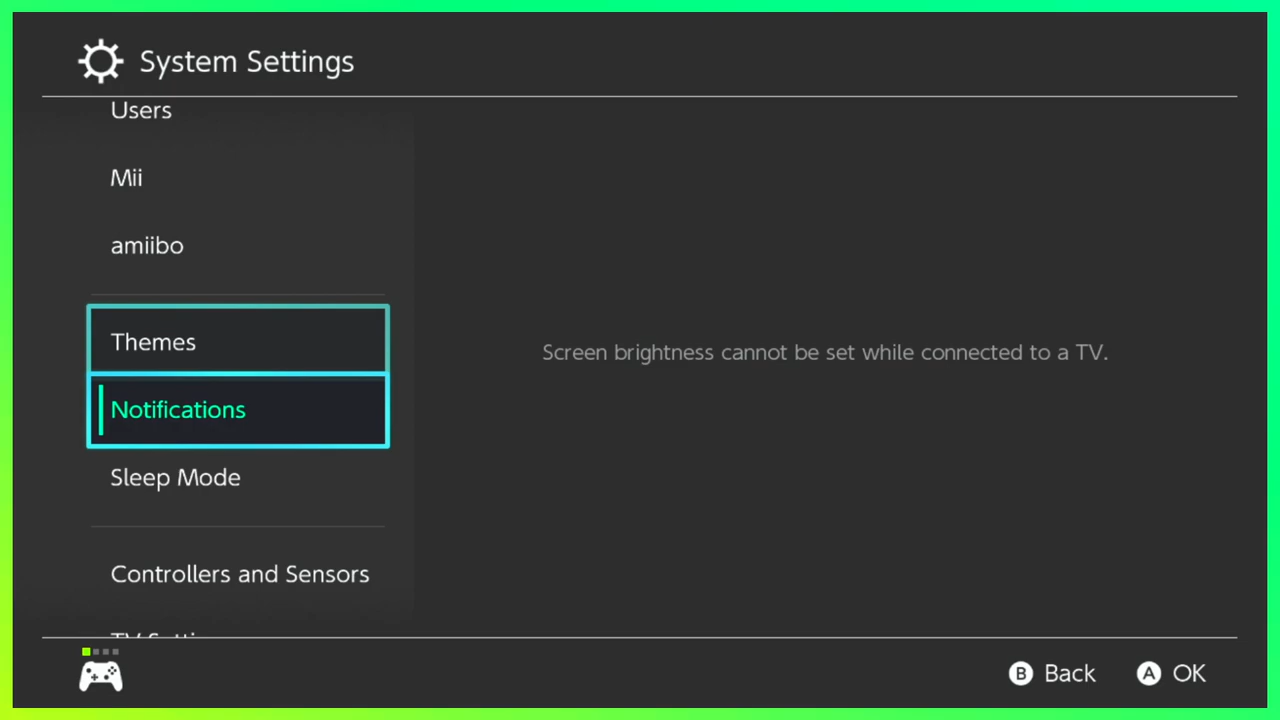 System Settings
Users
Mii
amiibo
Themes
Notifications
Sleep Mode
Controllers and Sensors
Screen brightness cannot be set while connected to a TV.
B Back
A OK